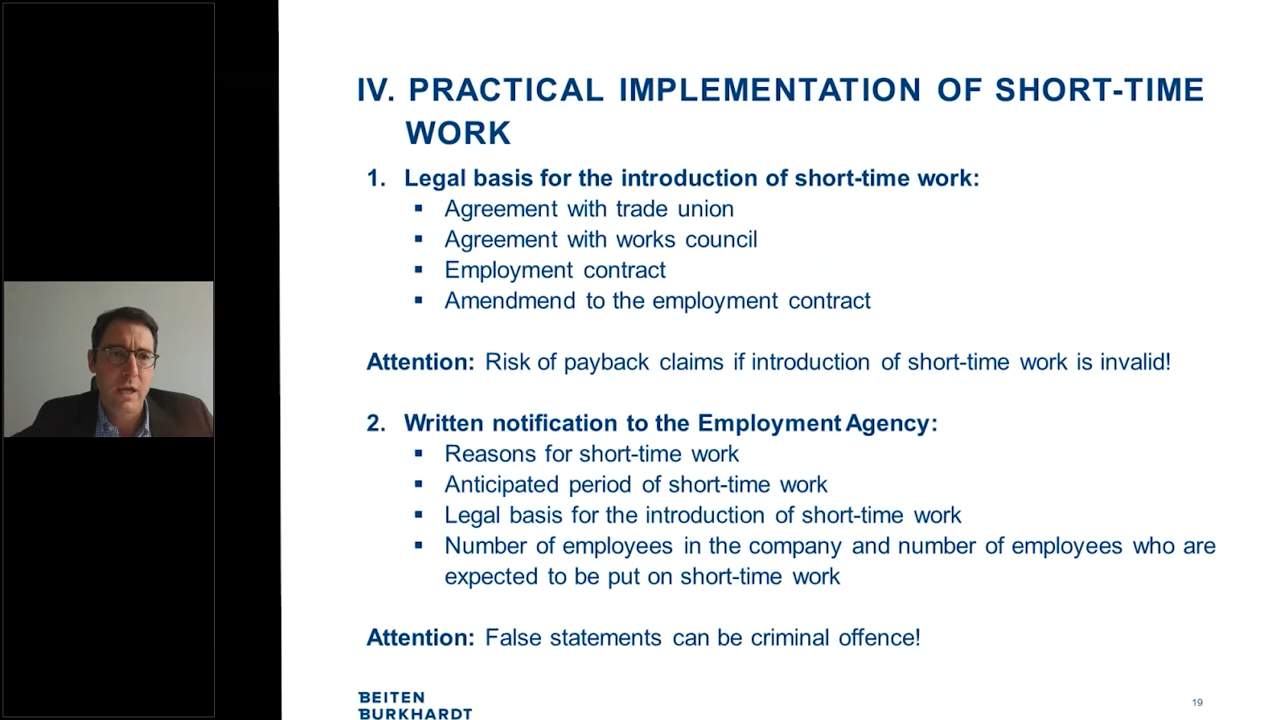 IV. PRACTICAL IMPLEMENTATION OF SHORT-TIME
WORK
1. Legal basis for the introduction of short-time work:
▪ Agreement with trade union
▪ Agreement with works council
▪ Employment contract
▪ Amendmend to the employment contract
Attention: Risk of payback claims if introduction of short-time work is invalid!
2. Written notification to the Employment Agency:
▪ Reasons for short-time work
▪ Anticipated period of short-time work
▪ Legal basis for the introduction of short-time work
▪ Number of employees in the company and number of employees who are
expected to be put on short-time work
Attention: False statements can be criminal offence!
BEITEN
BURKHARDT
19